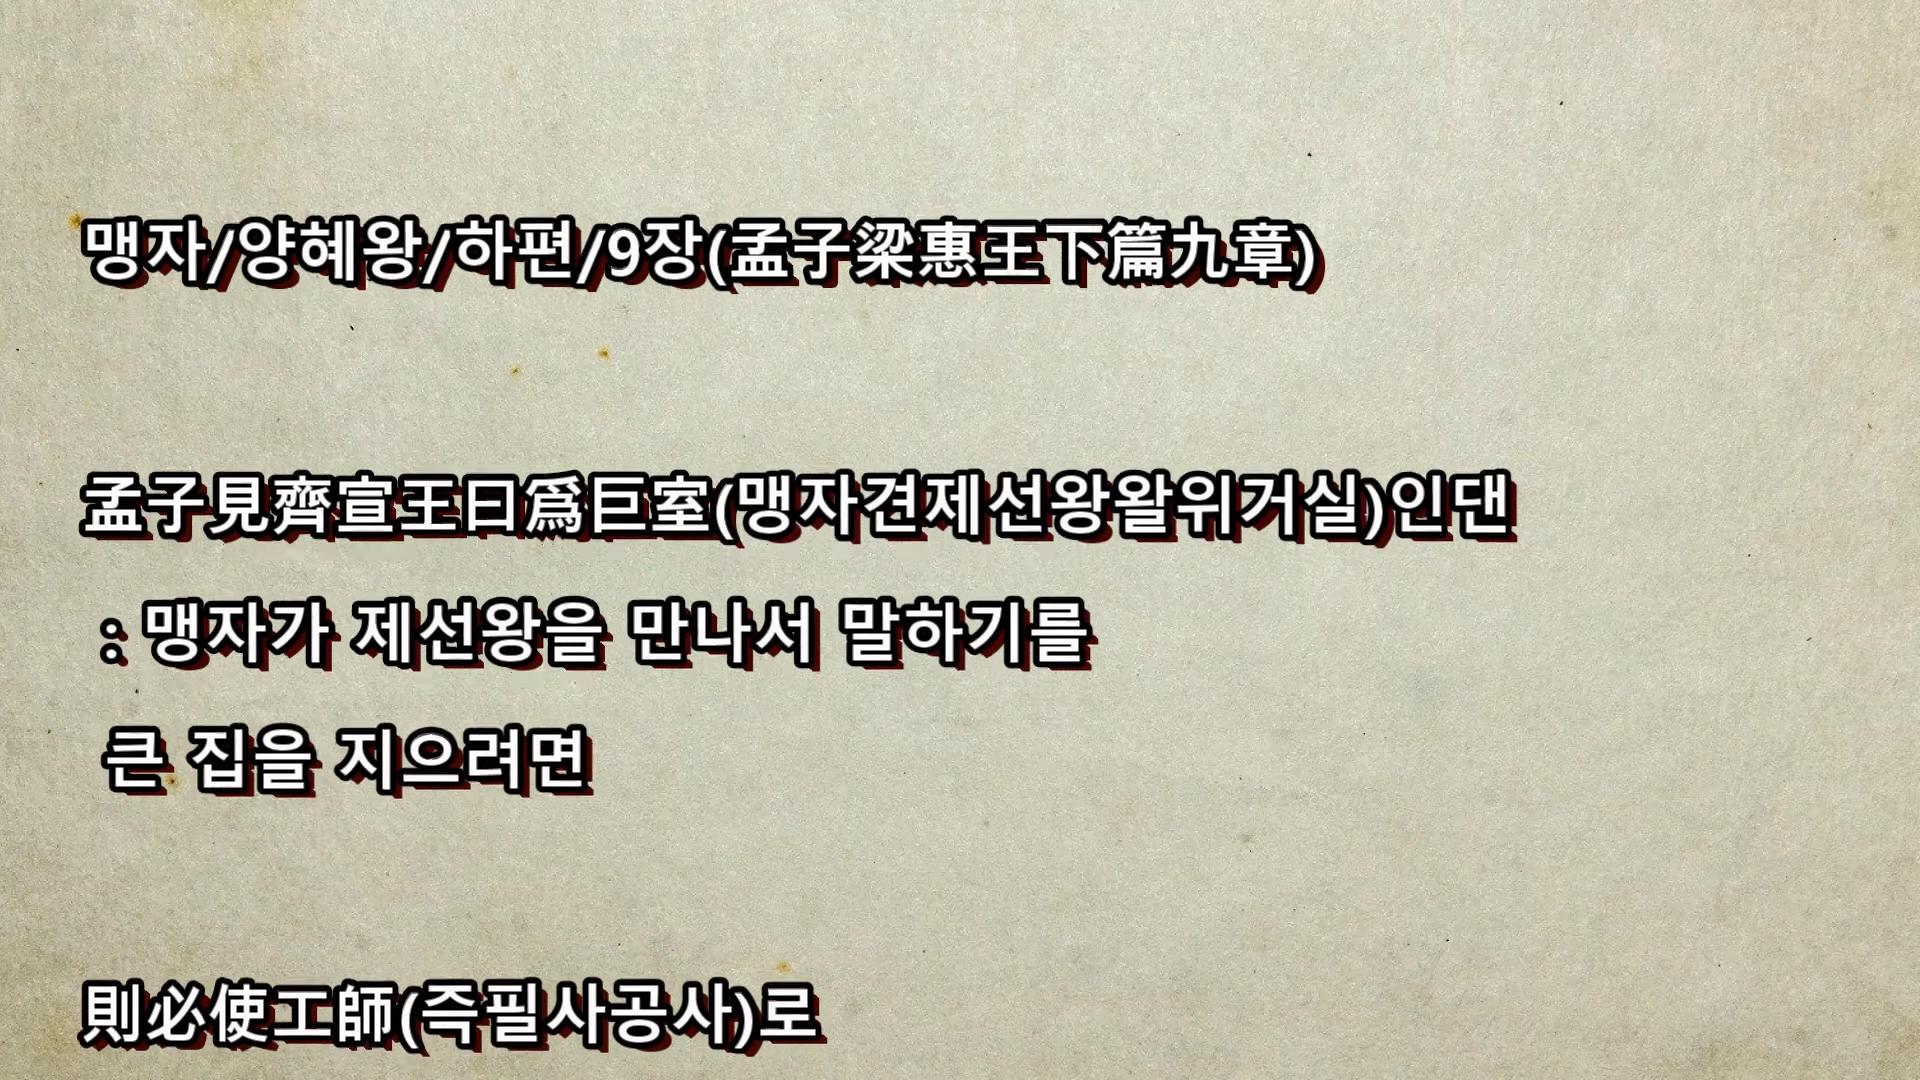 맹자/양혜왕/하편/9장(孟子梁惠王下篇九章)
孟子見齊宣王曰爲巨室(맹자견제선왕왈위거실)인댄
: 맹자가 제선왕을 만나서 말하기를
큰 집을 지으려면
則必使工師(즉필사공사)로